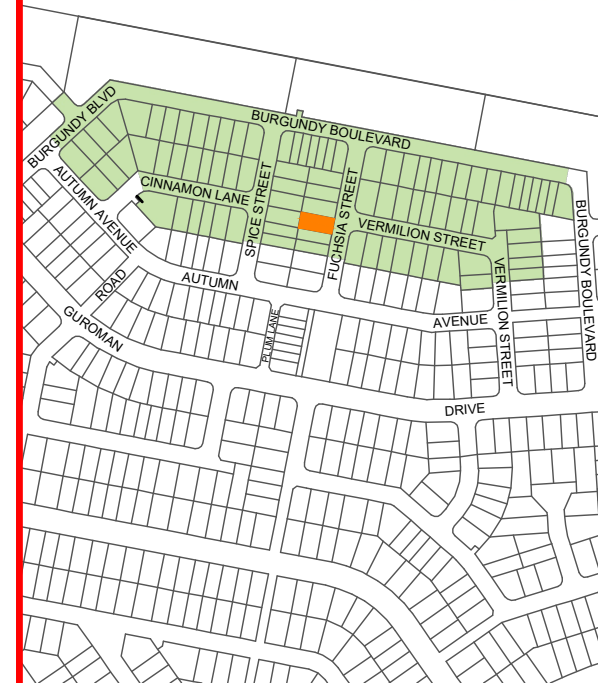 BURGUNDY BLVD
BURGUNDY BOULEVARD
CINNAMON LANE
SPICE STREET
FUCHSIA STREET
AUTUMN AVENUE
VERMILION STREET
BURGUNDY BOULEVARD
VERMILION STREET
ROAD
AUTUMN
AVENUE
PLUM LANE
GUROMAN
DRIVE